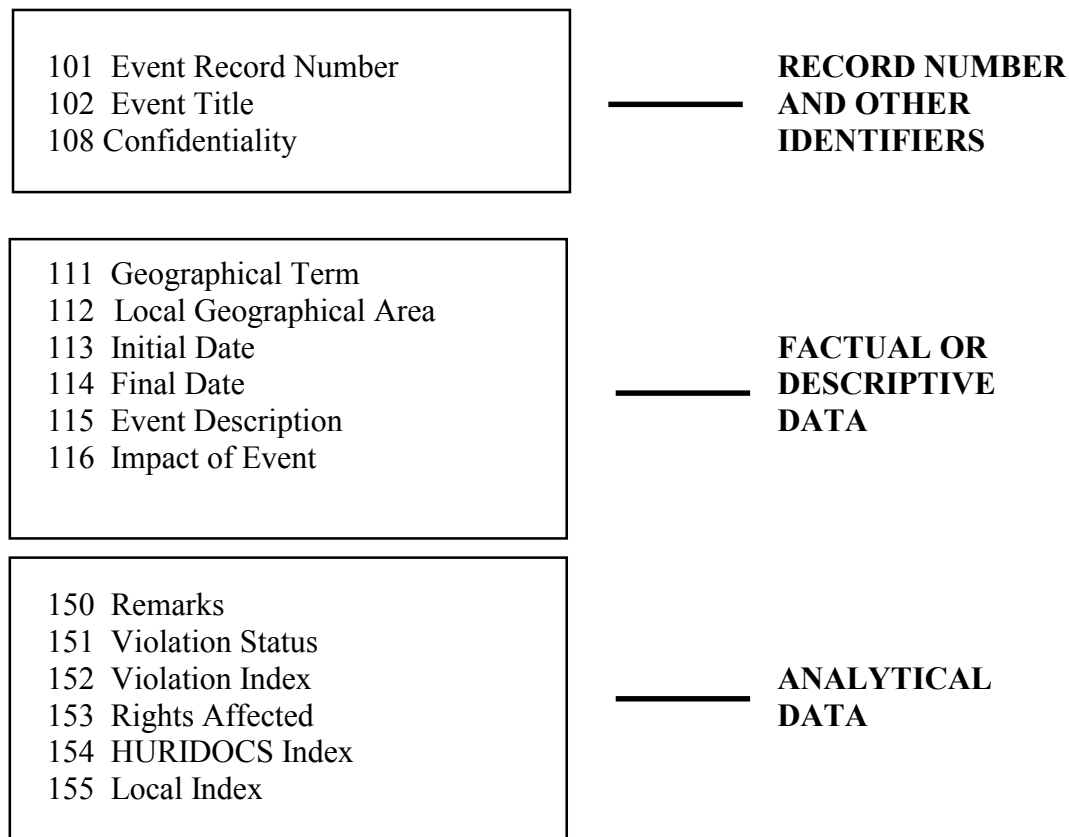 101 Event Record Number
102 Event Title
108 Confidentiality
RECORD NUMBER
AND OTHER
IDENTIFIERS
111 Geographical Term
112 Local Geographical Area
113 Initial Date
114 Final Date
115 Event Description
116 Impact of Event
FACTUAL OR
DESCRIPTIVE
DATA
150 Remarks
151 Violation Status
152 Violation Index
153 Rights Affected
154 HURIDOCS Index
155 Local Index
ANALYTICAL
DATA